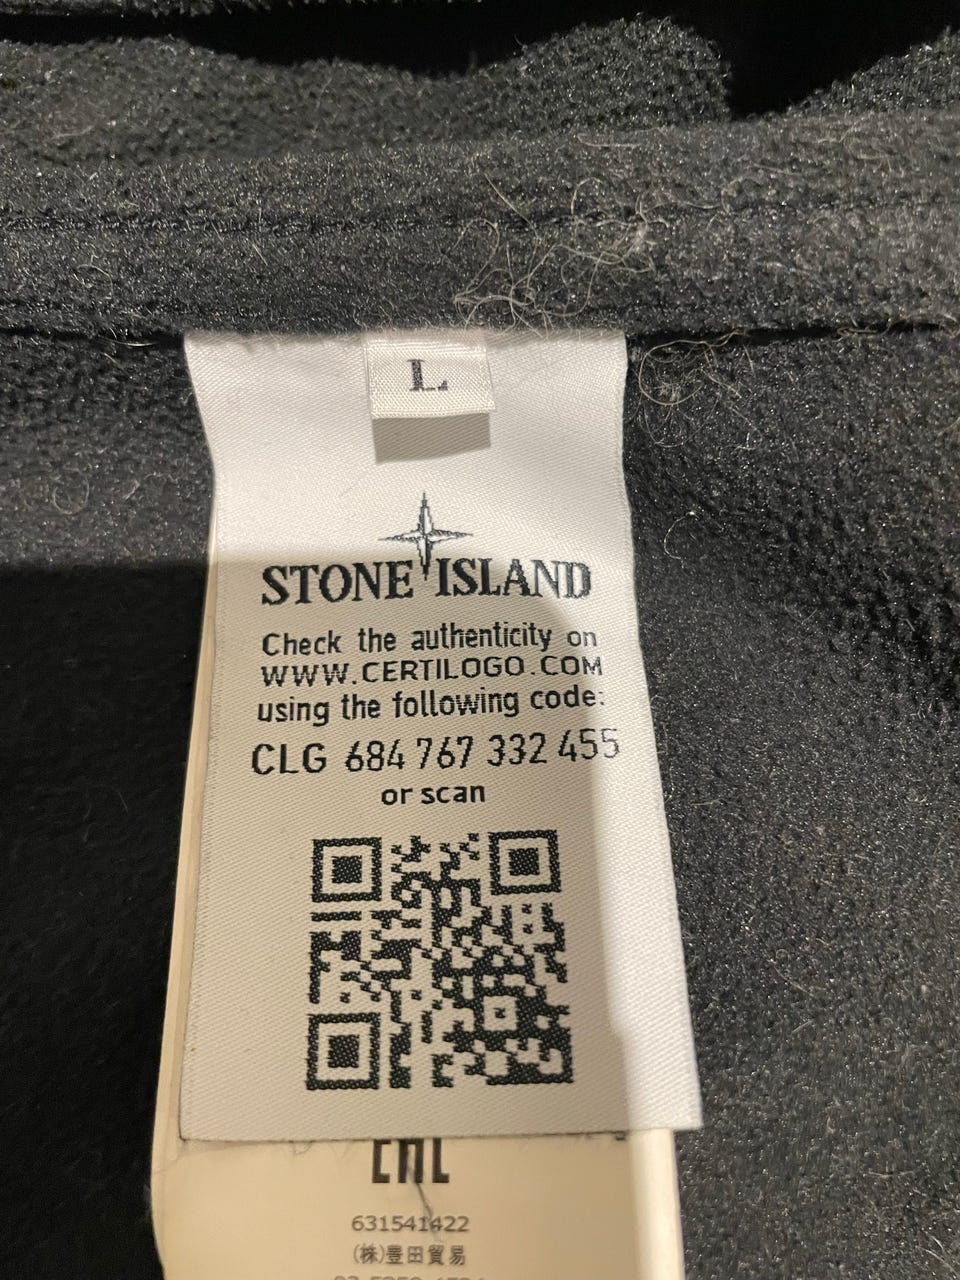 L
STONE ISLAND
Check the authenticity on
WWW.CERTILOGO.COM
using the following code:
CLG 684 767 332 455
or scan
EAC
631541422
(株)豊田貿易